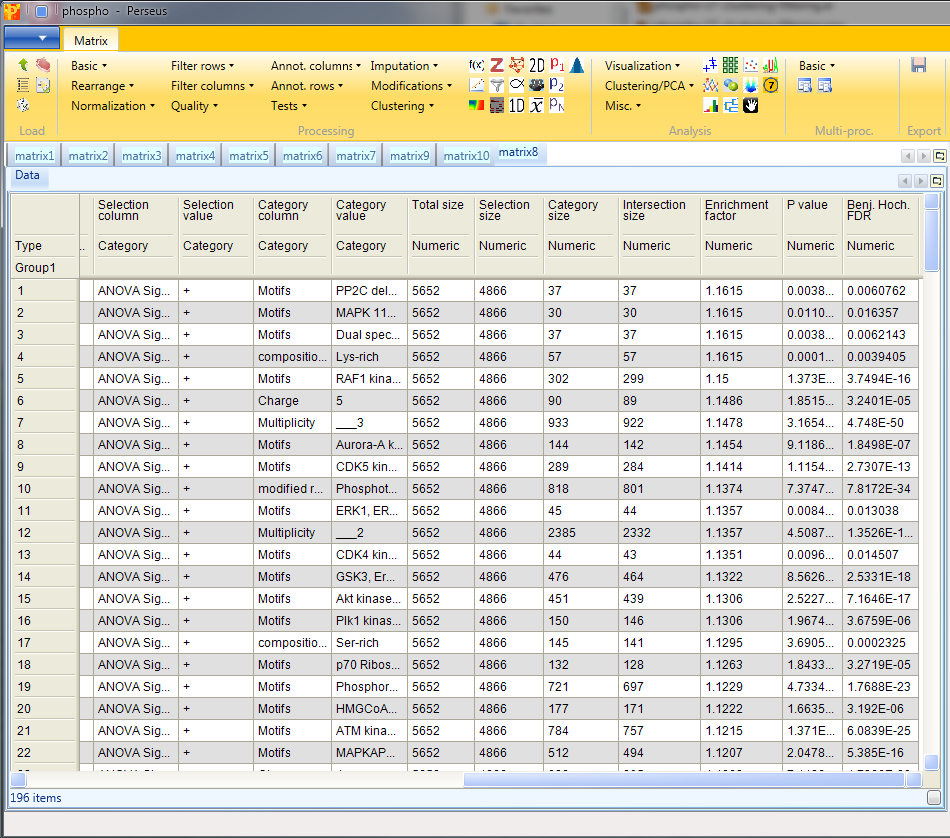 phospho - Perseus
Matrix
Basic Filter rows Annot. columns Imputation f(x) Z 2D P1 Visualization Basic
Rearrange Filter columns Annot. rows Modifications P2 Clustering/PCA 7
Normalization Quality Tests Clustering 1D x PN Misc.
Load Processing Analysis Multi-proc. Export
matrix1 matrix2 matrix3 matrix4 matrix5 matrix6 matrix7 matrix9 matrix10 matrix8
Data
Selection column Selection value Category column Category value Total size Selection size Category size Intersection size Enrichment factor P value Benj. Hoch. FDR
Type .. Category Category Category Category Numeric Numeric Numeric Numeric Numeric Numeric Numeric
Group1
1 ANOVA Sig... + Motifs PP2C del... 5652 4866 37 37 1.1615 0.0038... 0.0060762
2 ANOVA Sig... + Motifs MAPK 11... 5652 4866 30 30 1.1615 0.0110... 0.016357
3 ANOVA Sig... + Motifs Dual spec... 5652 4866 37 37 1.1615 0.0038... 0.0062143
4 ANOVA Sig... + compositio... Lys-rich 5652 4866 57 57 1.1615 0.0001... 0.0039405
5 ANOVA Sig... + Motifs RAF1 kina... 5652 4866 302 299 1.15 1.373E... 3.7494E-16
6 ANOVA Sig... + Charge 5 5652 4866 90 89 1.1486 1.8515... 3.2401E-05
7 ANOVA Sig... + Multiplicity ___3 5652 4866 933 922 1.1478 3.1654... 4.748E-50
8 ANOVA Sig... + Motifs Aurora-A k... 5652 4866 144 142 1.1454 9.1186... 1.8498E-07
9 ANOVA Sig... + Motifs CDK5 kin... 5652 4866 289 284 1.1414 1.1154... 2.7307E-13
10 ANOVA Sig... + modified r... Phosphot... 5652 4866 818 801 1.1374 7.3747... 7.8172E-34
11 ANOVA Sig... + Motifs ERK1, ER... 5652 4866 45 44 1.1357 0.0084... 0.013038
12 ANOVA Sig... + Multiplicity ___2 5652 4866 2385 2332 1.1357 4.5087... 1.3526E-1...
13 ANOVA Sig... + Motifs CDK4 kin... 5652 4866 44 43 1.1351 0.0096... 0.014507
14 ANOVA Sig... + Motifs GSK3, Er... 5652 4866 476 464 1.1322 8.5626... 2.5331E-18
15 ANOVA Sig... + Motifs Akt kinase... 5652 4866 451 439 1.1306 2.5227... 7.1646E-17
16 ANOVA Sig... + Motifs Plk1 kinas... 5652 4866 150 146 1.1306 1.9674... 3.6759E-06
17 ANOVA Sig... + compositio... Ser-rich 5652 4866 145 141 1.1295 3.6905... 0.0002325
18 ANOVA Sig... + Motifs p70 Ribos... 5652 4866 132 128 1.1263 1.8433... 3.2719E-05
19 ANOVA Sig... + Motifs Phosphor... 5652 4866 721 697 1.1229 4.7334... 1.7688E-23
20 ANOVA Sig... + Motifs HMGCoA... 5652 4866 177 171 1.1222 1.6635... 3.192E-06
21 ANOVA Sig... + Motifs ATM kina... 5652 4866 784 757 1.1215 1.371E... 6.0839E-25
22 ANOVA Sig... + Motifs MAPKAP... 5652 4866 512 494 1.1207 2.0478... 5.385E-16
196 items